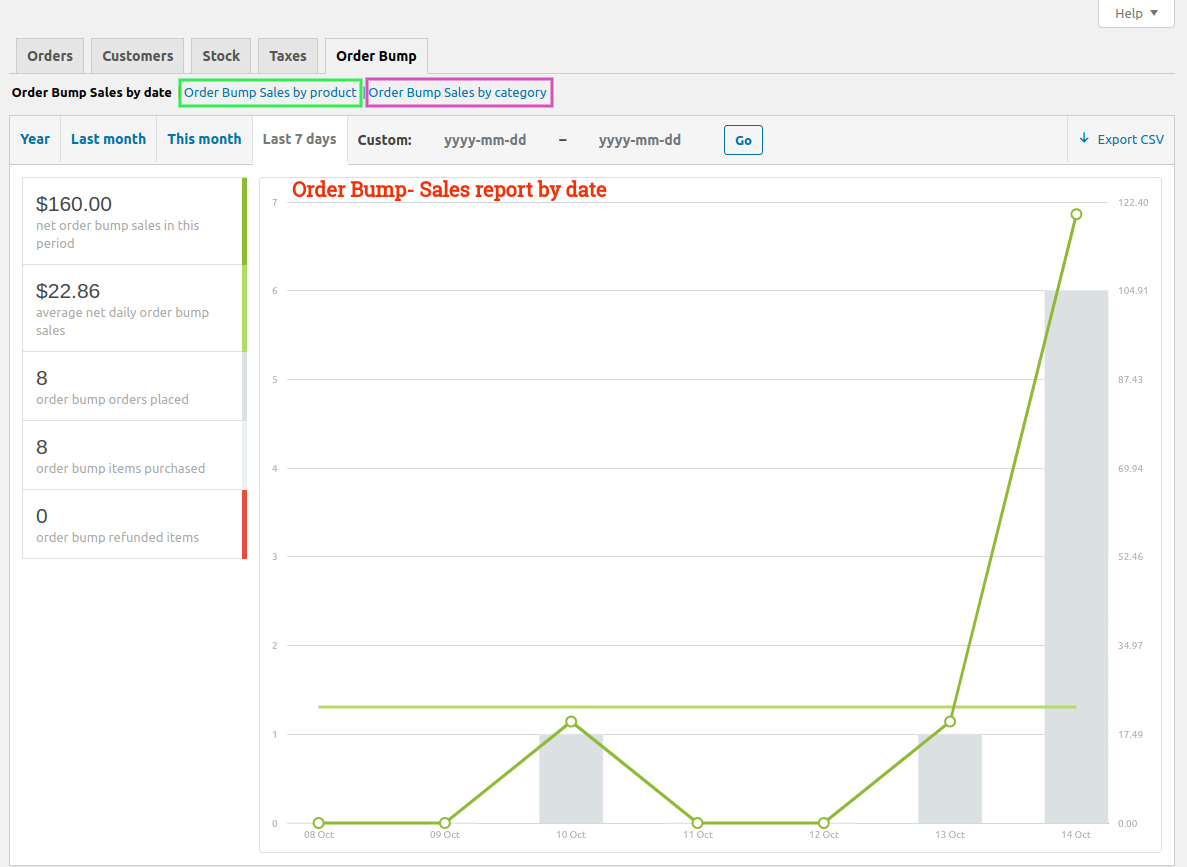 Help
Orders Customers Stock Taxes Order Bump
Order Bump Sales by date Order Bump Sales by product | Order Bump Sales by category
Year Last month This month Last 7 days Custom: yyyy-mm-dd – yyyy-mm-dd Go Export CSV
Order Bump- Sales report by date
$160.00
net order bump sales in this
period
$22.86
average net daily order bump
sales
8
order bump orders placed
8
order bump items purchased
0
order bump refunded items
7 122.40
6 104.91
5 87.43
4 69.94
3 52.46
2 34.97
1 17.49
0 0.00
08 Oct 09 Oct 10 Oct 11 Oct 12 Oct 13 Oct 14 Oct